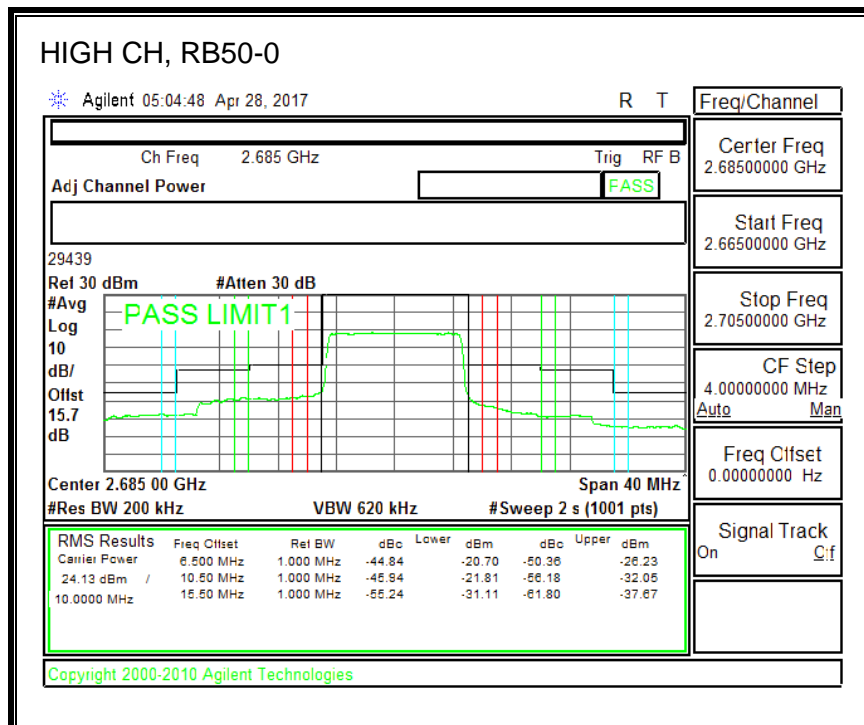 HIGH CH, RB50-0
Agilent 05:04:48 Apr 28, 2017 R T
Freq/Channel
Ch Freq 2.685 GHz Trig RF B
Adj Channel Power PASS
Center Freq
2.68500000 GHz
Start Freq
2.66500000 GHz
29439
Ref 30 dBm #Atten 30 dB
#Avg
Log
10
dB/
Offst
15.7
dB
PASS LIMIT1
Stop Freq
2.70500000 GHz
CF Step
4.00000000 MHz
Auto Man
Freq Offset
0.00000000 Hz
Center 2.685 00 GHz Span 40 MHz
#Res BW 200 kHz VBW 620 kHz #Sweep 2 s (1001 pts)
Signal Track
On Off
RMS Results Freq Offset Ref BW dBc Lower dBm dBc Upper dBm
Carrier Power 6.500 MHz 1.000 MHz -44.84 -20.70 -50.36 -26.23
24.13 dBm / 10.50 MHz 1.000 MHz -45.94 -21.81 -56.18 -32.05
10.0000 MHz 15.50 MHz 1.000 MHz -55.24 -31.11 -61.80 -37.67
Copyright 2000-2010 Agilent Technologies